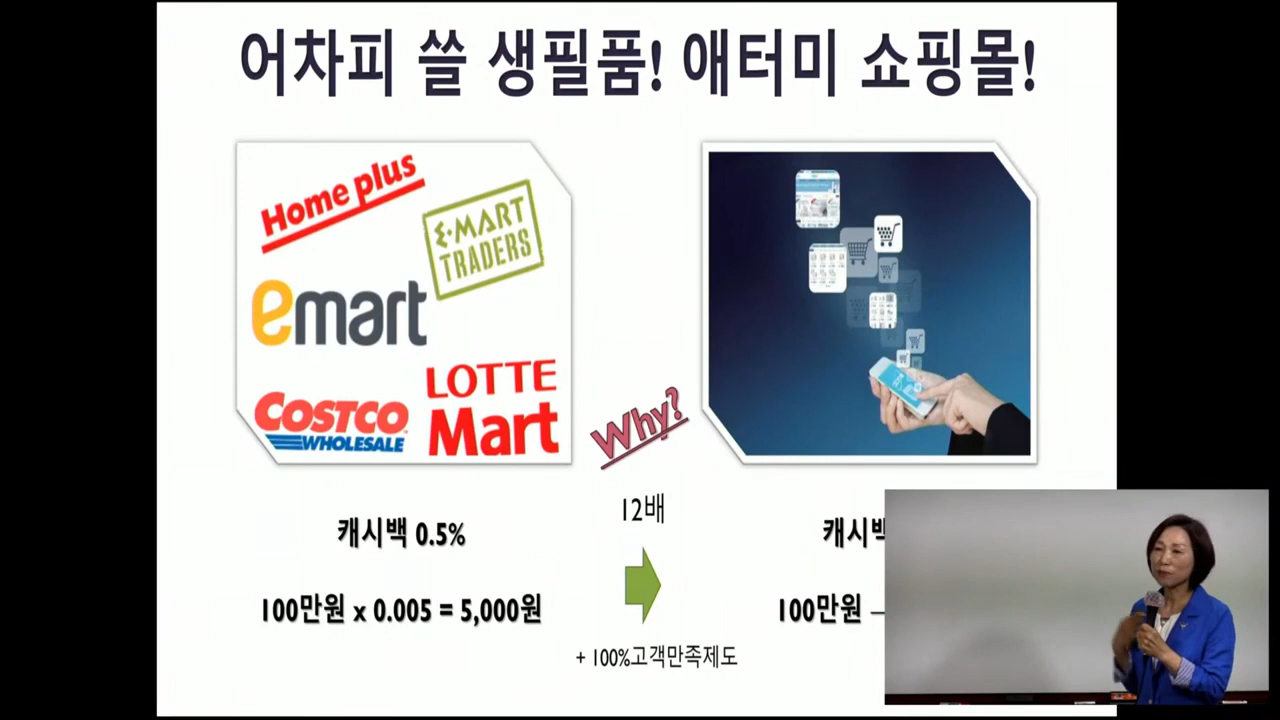 어차피 쓸 생필품! 애터미 쇼핑몰!
Home plus
E·MART
TRADERS
emart
LOTTE
Mart
COSTCO
WHOLESALE
Why?
12배
캐시백 0.5%
캐시백
100만원 x 0.005 = 5,000원
100만원 –
+ 100%고객만족제도